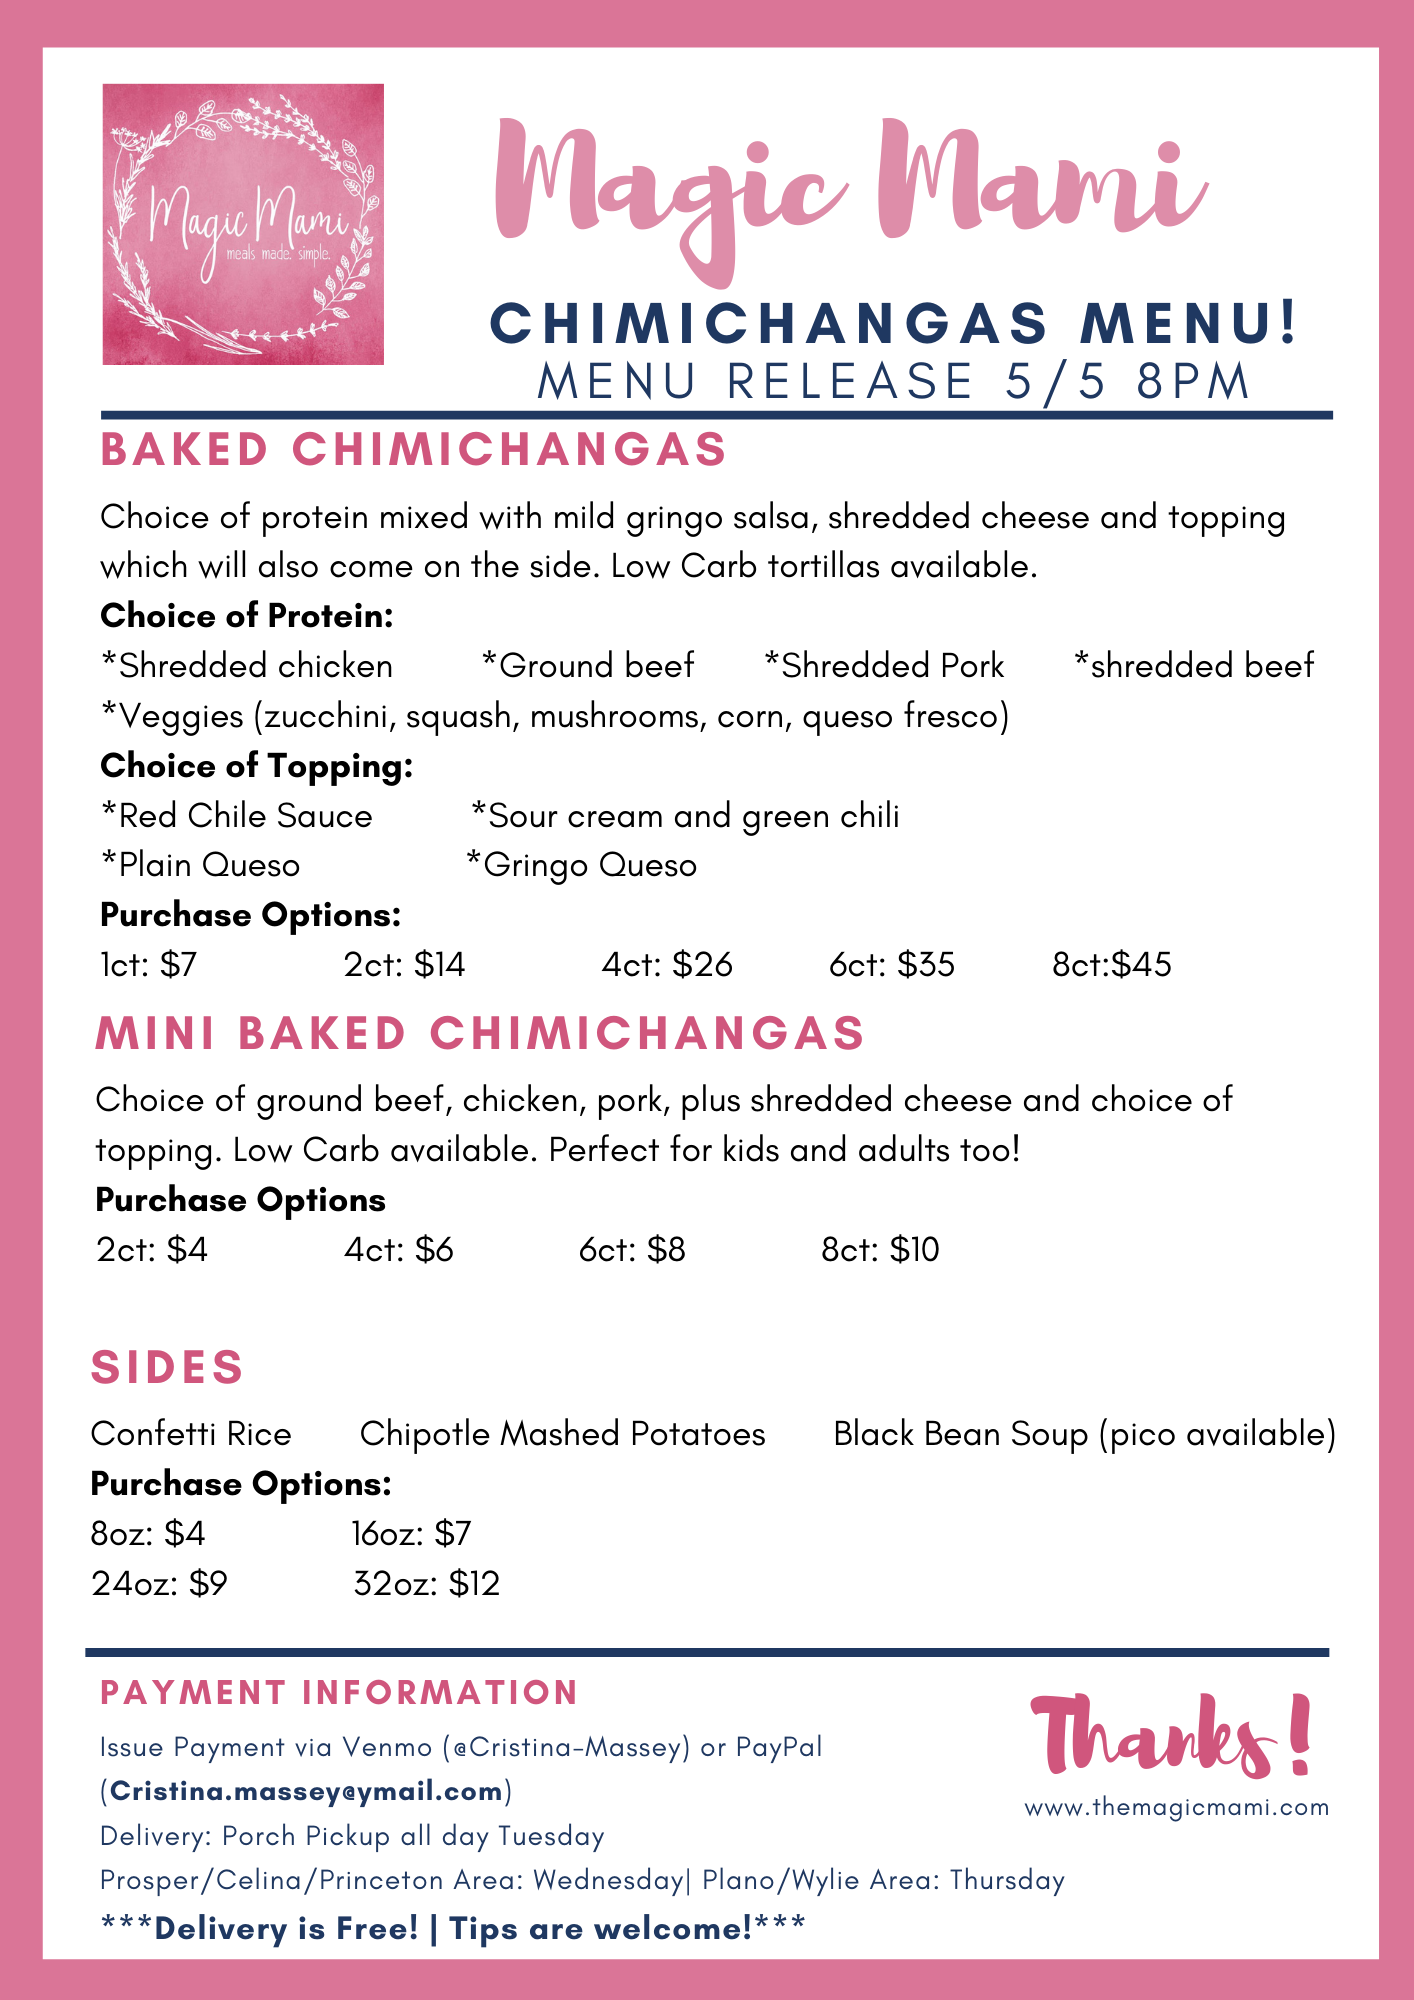 Magic Mami
meals made. simple.
Magic Mami
CHIMICHANGAS MENU!
MENU RELEASE 5/5 8PM
BAKED CHIMICHANGAS
Choice of protein mixed with mild gringo salsa, shredded cheese and topping
which will also come on the side. Low Carb tortillas available.
Choice of Protein:
*Shredded chicken *Ground beef *Shredded Pork *shredded beef
*Veggies (zucchini, squash, mushrooms, corn, queso fresco)
Choice of Topping:
*Red Chile Sauce *Sour cream and green chili
*Plain Queso *Gringo Queso
Purchase Options:
1ct: $7 2ct: $14 4ct: $26 6ct: $35 8ct:$45
MINI BAKED CHIMICHANGAS
Choice of ground beef, chicken, pork, plus shredded cheese and choice of
topping. Low Carb available. Perfect for kids and adults too!
Purchase Options
2ct: $4 4ct: $6 6ct: $8 8ct: $10
SIDES
Confetti Rice Chipotle Mashed Potatoes Black Bean Soup (pico available)
Purchase Options:
8oz: $4 16oz: $7
24oz: $9 32oz: $12
PAYMENT INFORMATION
Issue Payment via Venmo (@Cristina-Massey) or PayPal
(Cristina.massey@ymail.com)
Delivery: Porch Pickup all day Tuesday
Prosper/Celina/Princeton Area: Wednesday| Plano/Wylie Area: Thursday
***Delivery is Free! | Tips are welcome!***
Thanks!
www.themagicmami.com